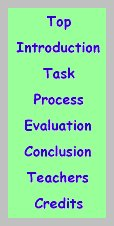 Top
Introduction
Task
Process
Evaluation
Conclusion
Teachers
Credits